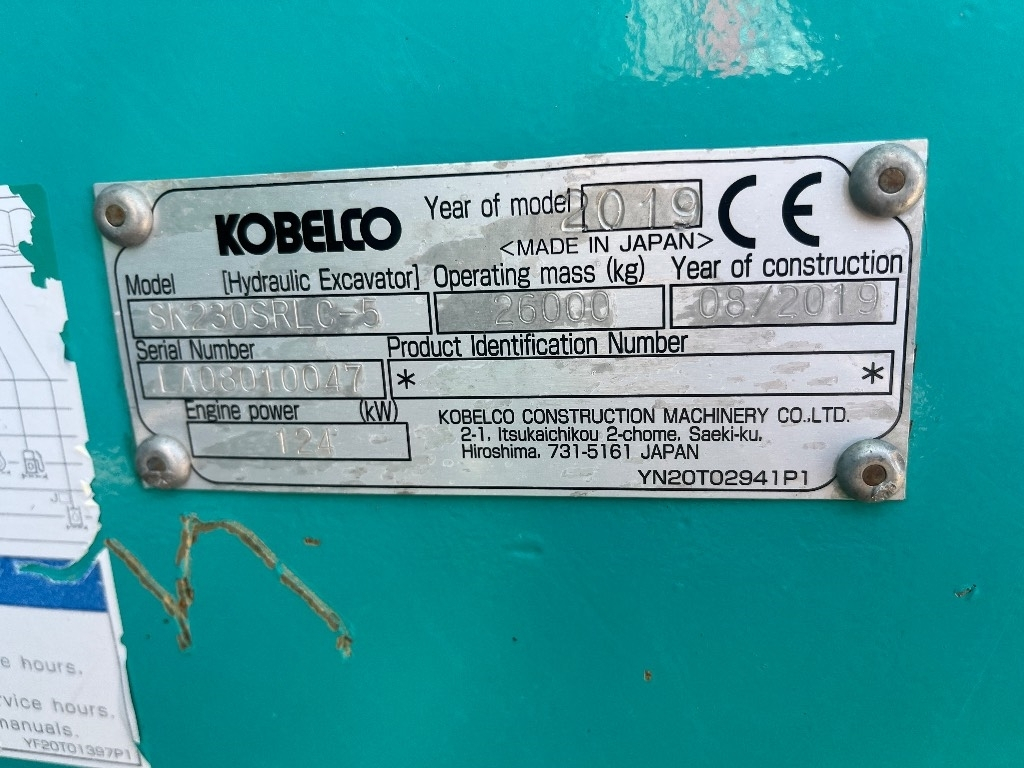 KOBELCO Year of model 2019 CE
<MADE IN JAPAN>
Model [Hydraulic Excavator] Operating mass (kg) Year of construction
SK230SRLC-5 26000 08/2019
Serial Number Product Identification Number
LA08010047 * *
Engine power (kW)
124
KOBELCO CONSTRUCTION MACHINERY CO.,LTD.
2-1, Itsukaichikou 2-chome, Saeki-ku,
Hiroshima, 731-5161 JAPAN
YN20T02941P1
e hours.
rvice hours.
manuals.
YF20T01397P1